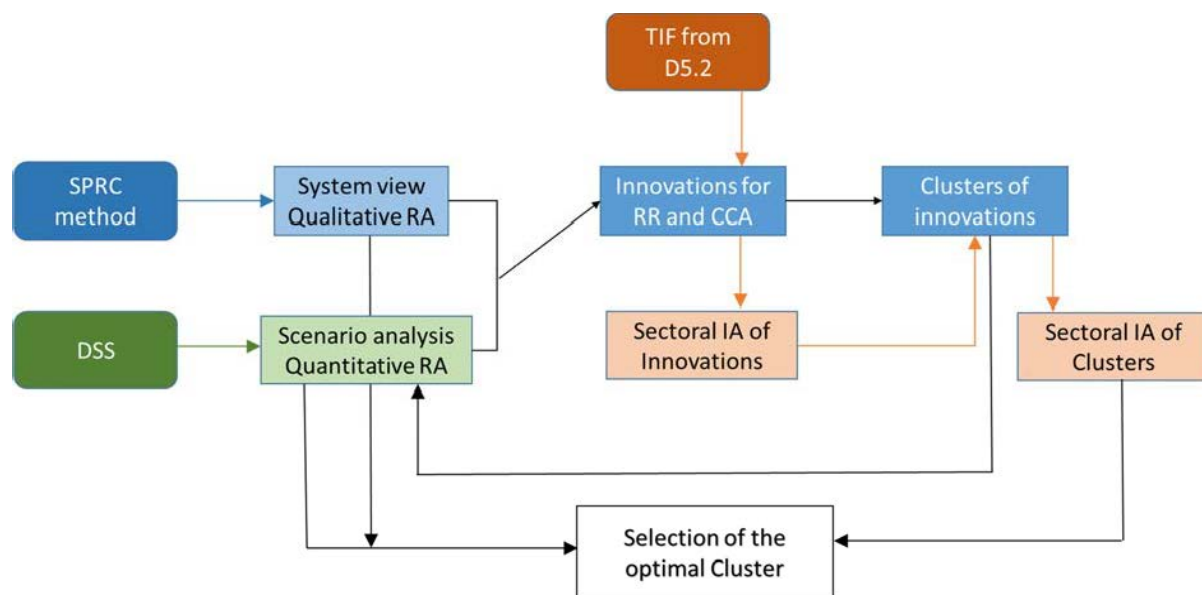 TIF from
D5.2
SPRC
method
System view
Qualitative RA
Innovations for
RR and CCA
Clusters of
innovations
DSS
Scenario analysis
Quantitative RA
Sectoral IA of
Innovations
Sectoral IA of
Clusters
Selection of the
optimal Cluster